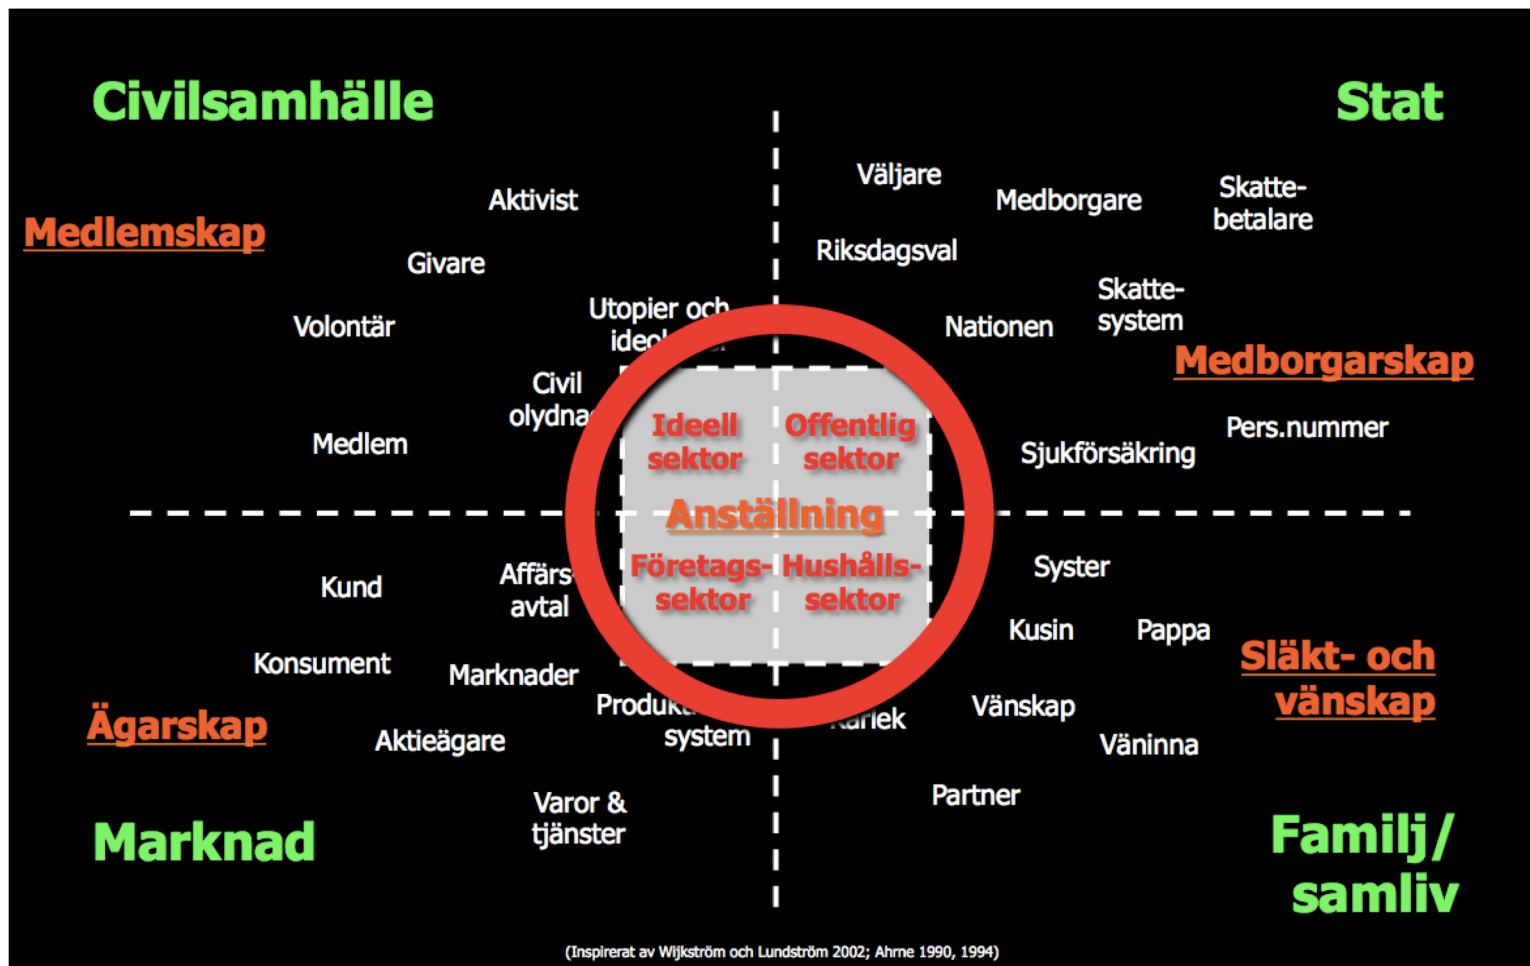 Civilsamhälle
Stat
Medlemskap
Aktivist
Givare
Volontär
Utopier och
Civil
Medlem
Väljare
Medborgare
Skatte-
betalare
Riksdagsval
Skatte-
system
Nationen
Medborgarskap
Pers.nummer
Sjukförsäkring
Ideell
sektor
Offentlig
sektor
Anställning
Företags-
sektor
Hushålls-
sektor
Kund
Affärs-
avtal
Konsument
Marknader
Ägarskap
Aktieägare
system
Varor &
tjänster
Marknad
Syster
Kusin
Pappa
Släkt- och
vänskap
Vänskap
Kärlek
Väninna
Partner
Familj/
samliv
(Inspirerat av Wijkström och Lundström 2002; Ahrne 1990, 1994)